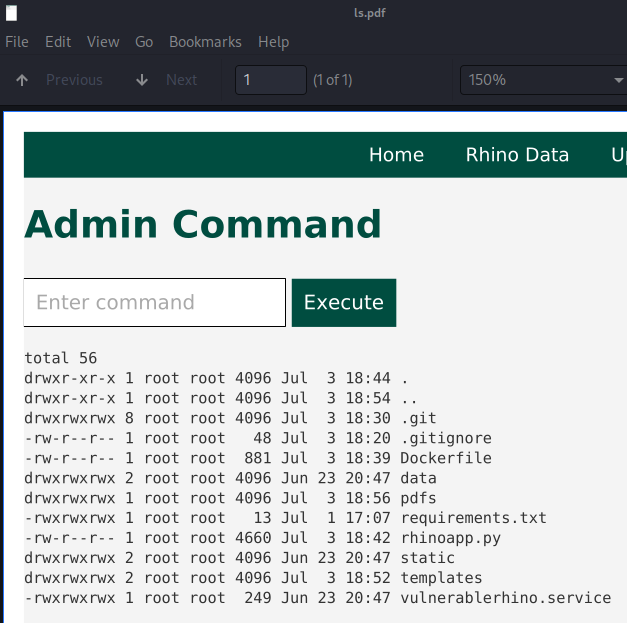 ls.pdf
File Edit View Go Bookmarks Help
Previous Next 1 (1 of 1) 150%
Home Rhino Data
Admin Command
Enter command Execute
total 56
drwxr-xr-x 1 root root 4096 Jul  3 18:44 .
drwxr-xr-x 1 root root 4096 Jul  3 18:54 ..
drwxrwxrwx 8 root root 4096 Jul  3 18:30 .git
-rw-r--r-- 1 root root   48 Jul  3 18:20 .gitignore
-rw-r--r-- 1 root root  881 Jul  3 18:39 Dockerfile
drwxrwxrwx 2 root root 4096 Jun 23 20:47 data
drwxrwxrwx 1 root root 4096 Jul  3 18:56 pdfs
-rwxrwxrwx 1 root root   13 Jul  1 17:07 requirements.txt
-rw-r--r-- 1 root root 4660 Jul  3 18:42 rhinoapp.py
drwxrwxrwx 2 root root 4096 Jun 23 20:47 static
drwxrwxrwx 2 root root 4096 Jul  3 18:52 templates
-rwxrwxrwx 1 root root  249 Jun 23 20:47 vulnerablerhino.service